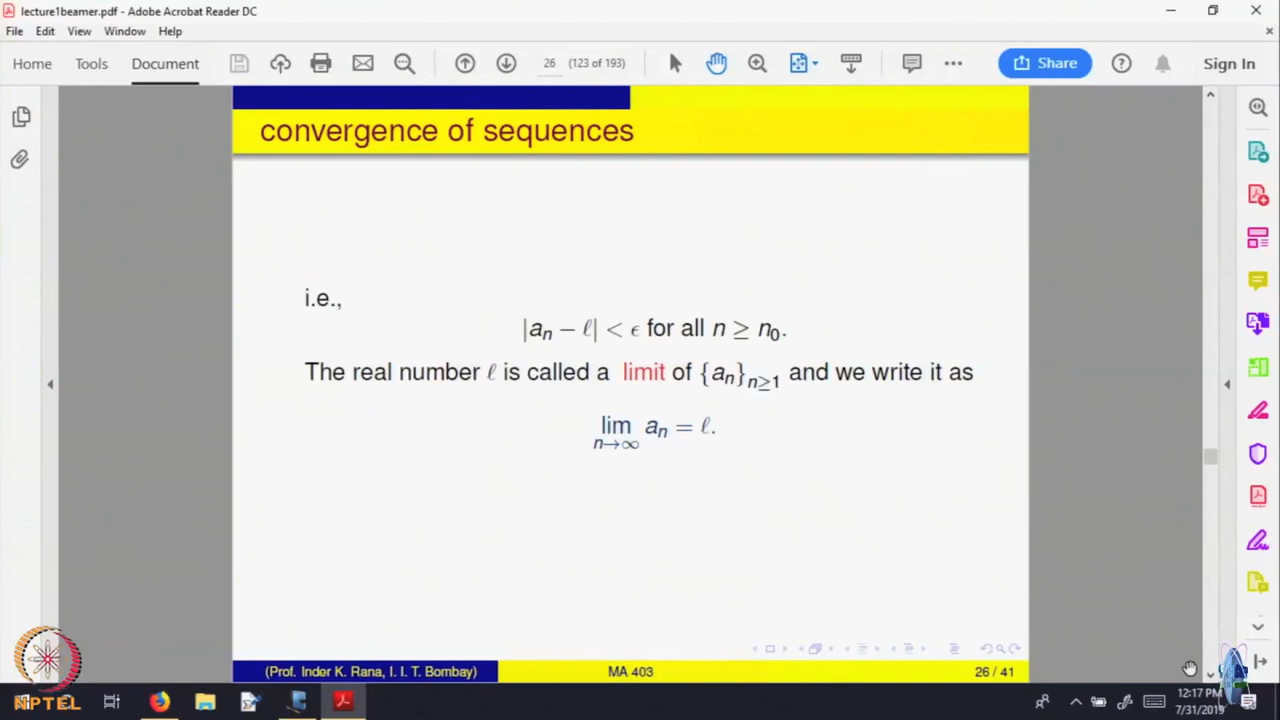 lecture1beamer.pdf - Adobe Acrobat Reader DC
File Edit View Window Help
Home Tools Document 26 (123 of 193) Share Sign In
convergence of sequences
i.e.,
|aₙ − ℓ| < ϵ for all n ≥ n₀.
The real number ℓ is called a limit of {aₙ}ₙ≥₁ and we write it as
lim aₙ = ℓ.
n→∞
(Prof. Inder K. Rana, I. I. T. Bombay) MA 403 26 / 41
NPTEL
12:17 PM
7/31/2019